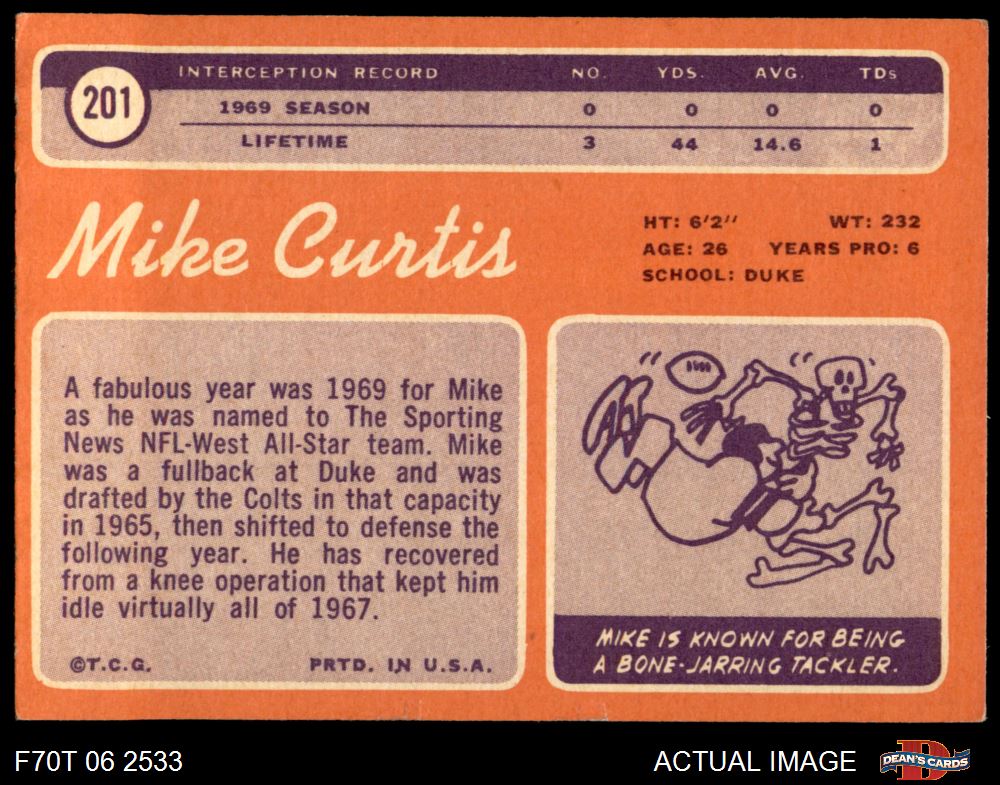 201
INTERCEPTION RECORD NO. YDS. AVG. TDs
1969 SEASON 0 0 0 0
LIFETIME 3 44 14.6 1
Mike Curtis
HT: 6'2" WT: 232
AGE: 26 YEARS PRO: 6
SCHOOL: DUKE
A fabulous year was 1969 for Mike
as he was named to The Sporting
News NFL-West All-Star team. Mike
was a fullback at Duke and was
drafted by the Colts in that capacity
in 1965, then shifted to defense the
following year. He has recovered
from a knee operation that kept him
idle virtually all of 1967.
©T.C.G. PRTD. IN U.S.A.
MIKE IS KNOWN FOR BEING
A BONE-JARRING TACKLER.
F70T 06 2533 ACTUAL IMAGE D DEAN'S CARDS